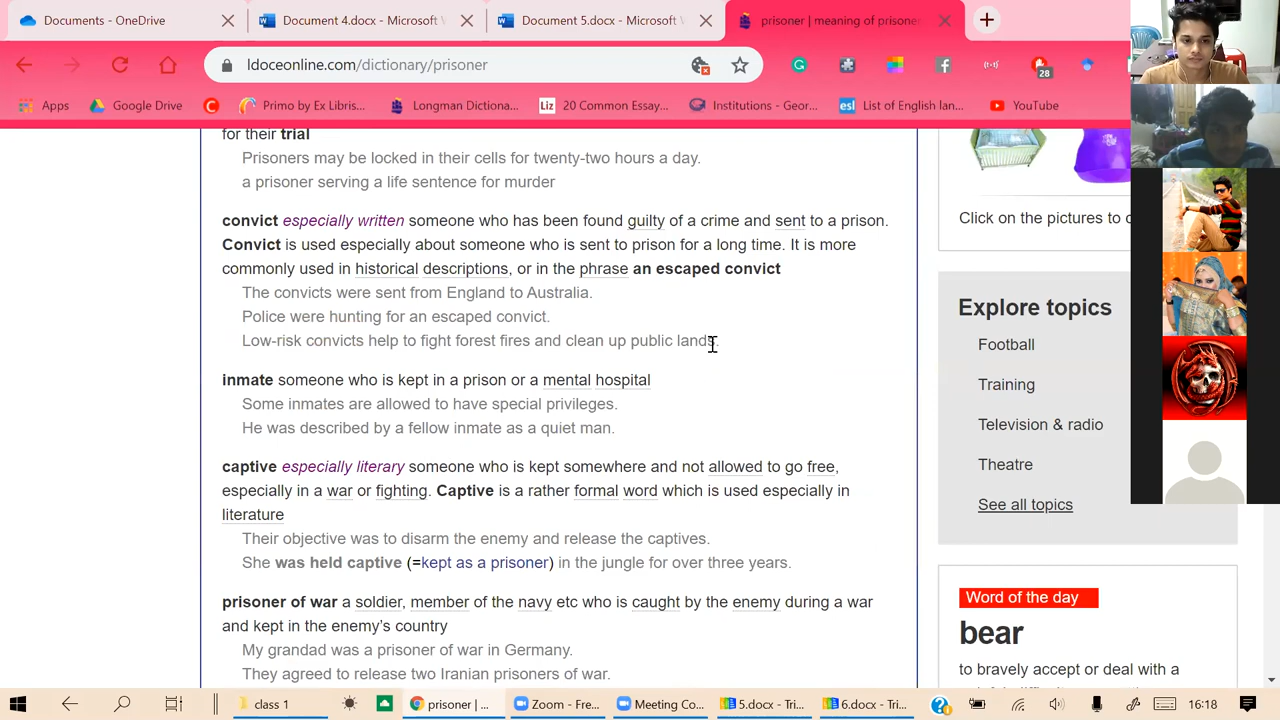 Documents - OneDrive
Document 4.docx - Microsoft
Document 5.docx - Microsoft
prisoner | meaning of prisone
ldoceonline.com/dictionary/prisoner
28
Apps
Google Drive
Primo by Ex Libris...
Longman Dictiona...
Liz
20 Common Essay...
Institutions - Geor...
esl
List of English lan...
YouTube
for their trial
Prisoners may be locked in their cells for twenty-two hours a day.
a prisoner serving a life sentence for murder
convict especially written someone who has been found guilty of a crime and sent to a prison.
Convict is used especially about someone who is sent to prison for a long time. It is more
commonly used in historical descriptions, or in the phrase an escaped convict
The convicts were sent from England to Australia.
Police were hunting for an escaped convict.
Low-risk convicts help to fight forest fires and clean up public lands.
inmate someone who is kept in a prison or a mental hospital
Some inmates are allowed to have special privileges.
He was described by a fellow inmate as a quiet man.
captive especially literary someone who is kept somewhere and not allowed to go free,
especially in a war or fighting. Captive is a rather formal word which is used especially in
literature
Their objective was to disarm the enemy and release the captives.
She was held captive (=kept as a prisoner) in the jungle for over three years.
prisoner of war a soldier, member of the navy etc who is caught by the enemy during a war
and kept in the enemy's country
My grandad was a prisoner of war in Germany.
They agreed to release two Iranian prisoners of war.
Click on the pictures to c
Explore topics
Football
Training
Television & radio
Theatre
See all topics
Word of the day
bear
to bravely accept or deal with a
class 1
prisoner | ...
Zoom - Fre...
Meeting Co...
5.docx - Tri...
6.docx - Tri...
16:18